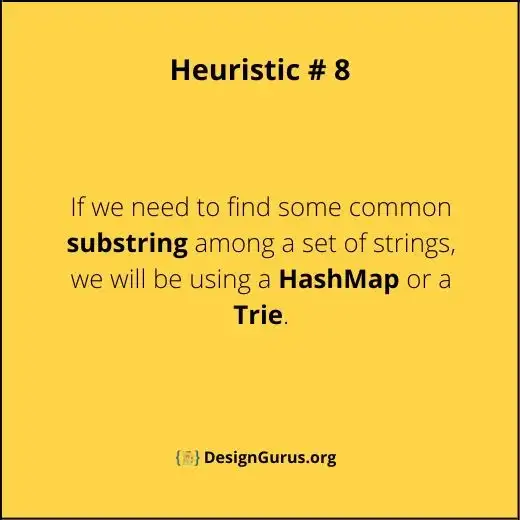 Heuristic # 8
If we need to find some common
substring among a set of strings,
we will be using a HashMap or a
Trie.
DesignGurus.org